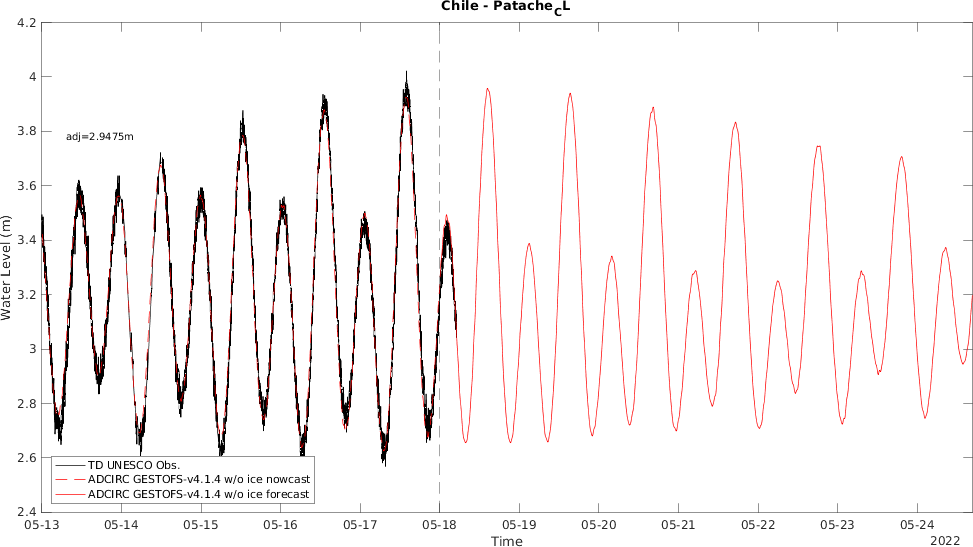 Chile - Patache_CL
4.2
4
3.8
3.6
3.4
3.2
3
2.8
2.6
2.4
Water Level (m)
adj=2.9475m
TD UNESCO Obs.
ADCIRC GESTOFS-v4.1.4 w/o ice nowcast
ADCIRC GESTOFS-v4.1.4 w/o ice forecast
05-13 05-14 05-15 05-16 05-17 05-18 05-19 05-20 05-21 05-22 05-23 05-24
Time
2022